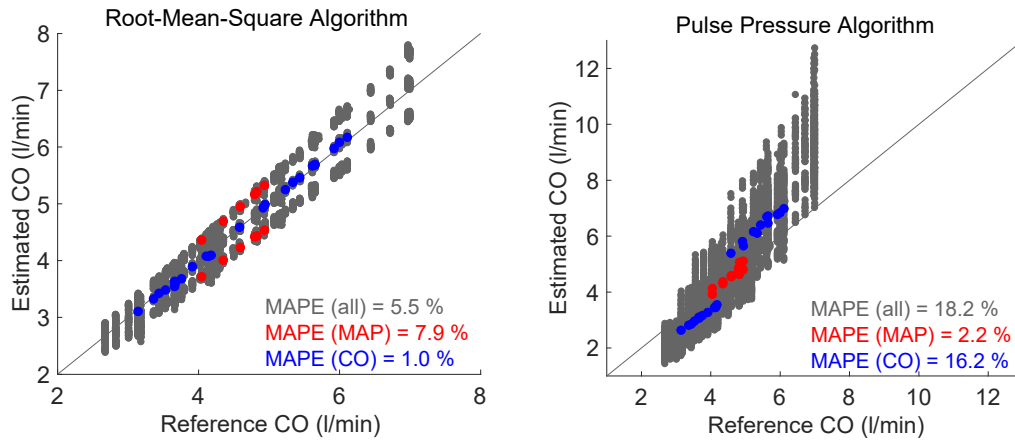 Root-Mean-Square Algorithm
8
7
6
5
4
3
2
Estimated CO (l/min)
MAPE (all) = 5.5 %
MAPE (MAP) = 7.9 %
MAPE (CO) = 1.0 %
2 4 6 8
Reference CO (l/min)
Pulse Pressure Algorithm
12
10
8
6
4
2
Estimated CO (l/min)
MAPE (all) = 18.2 %
MAPE (MAP) = 2.2 %
MAPE (CO) = 16.2 %
2 4 6 8 10 12
Reference CO (l/min)